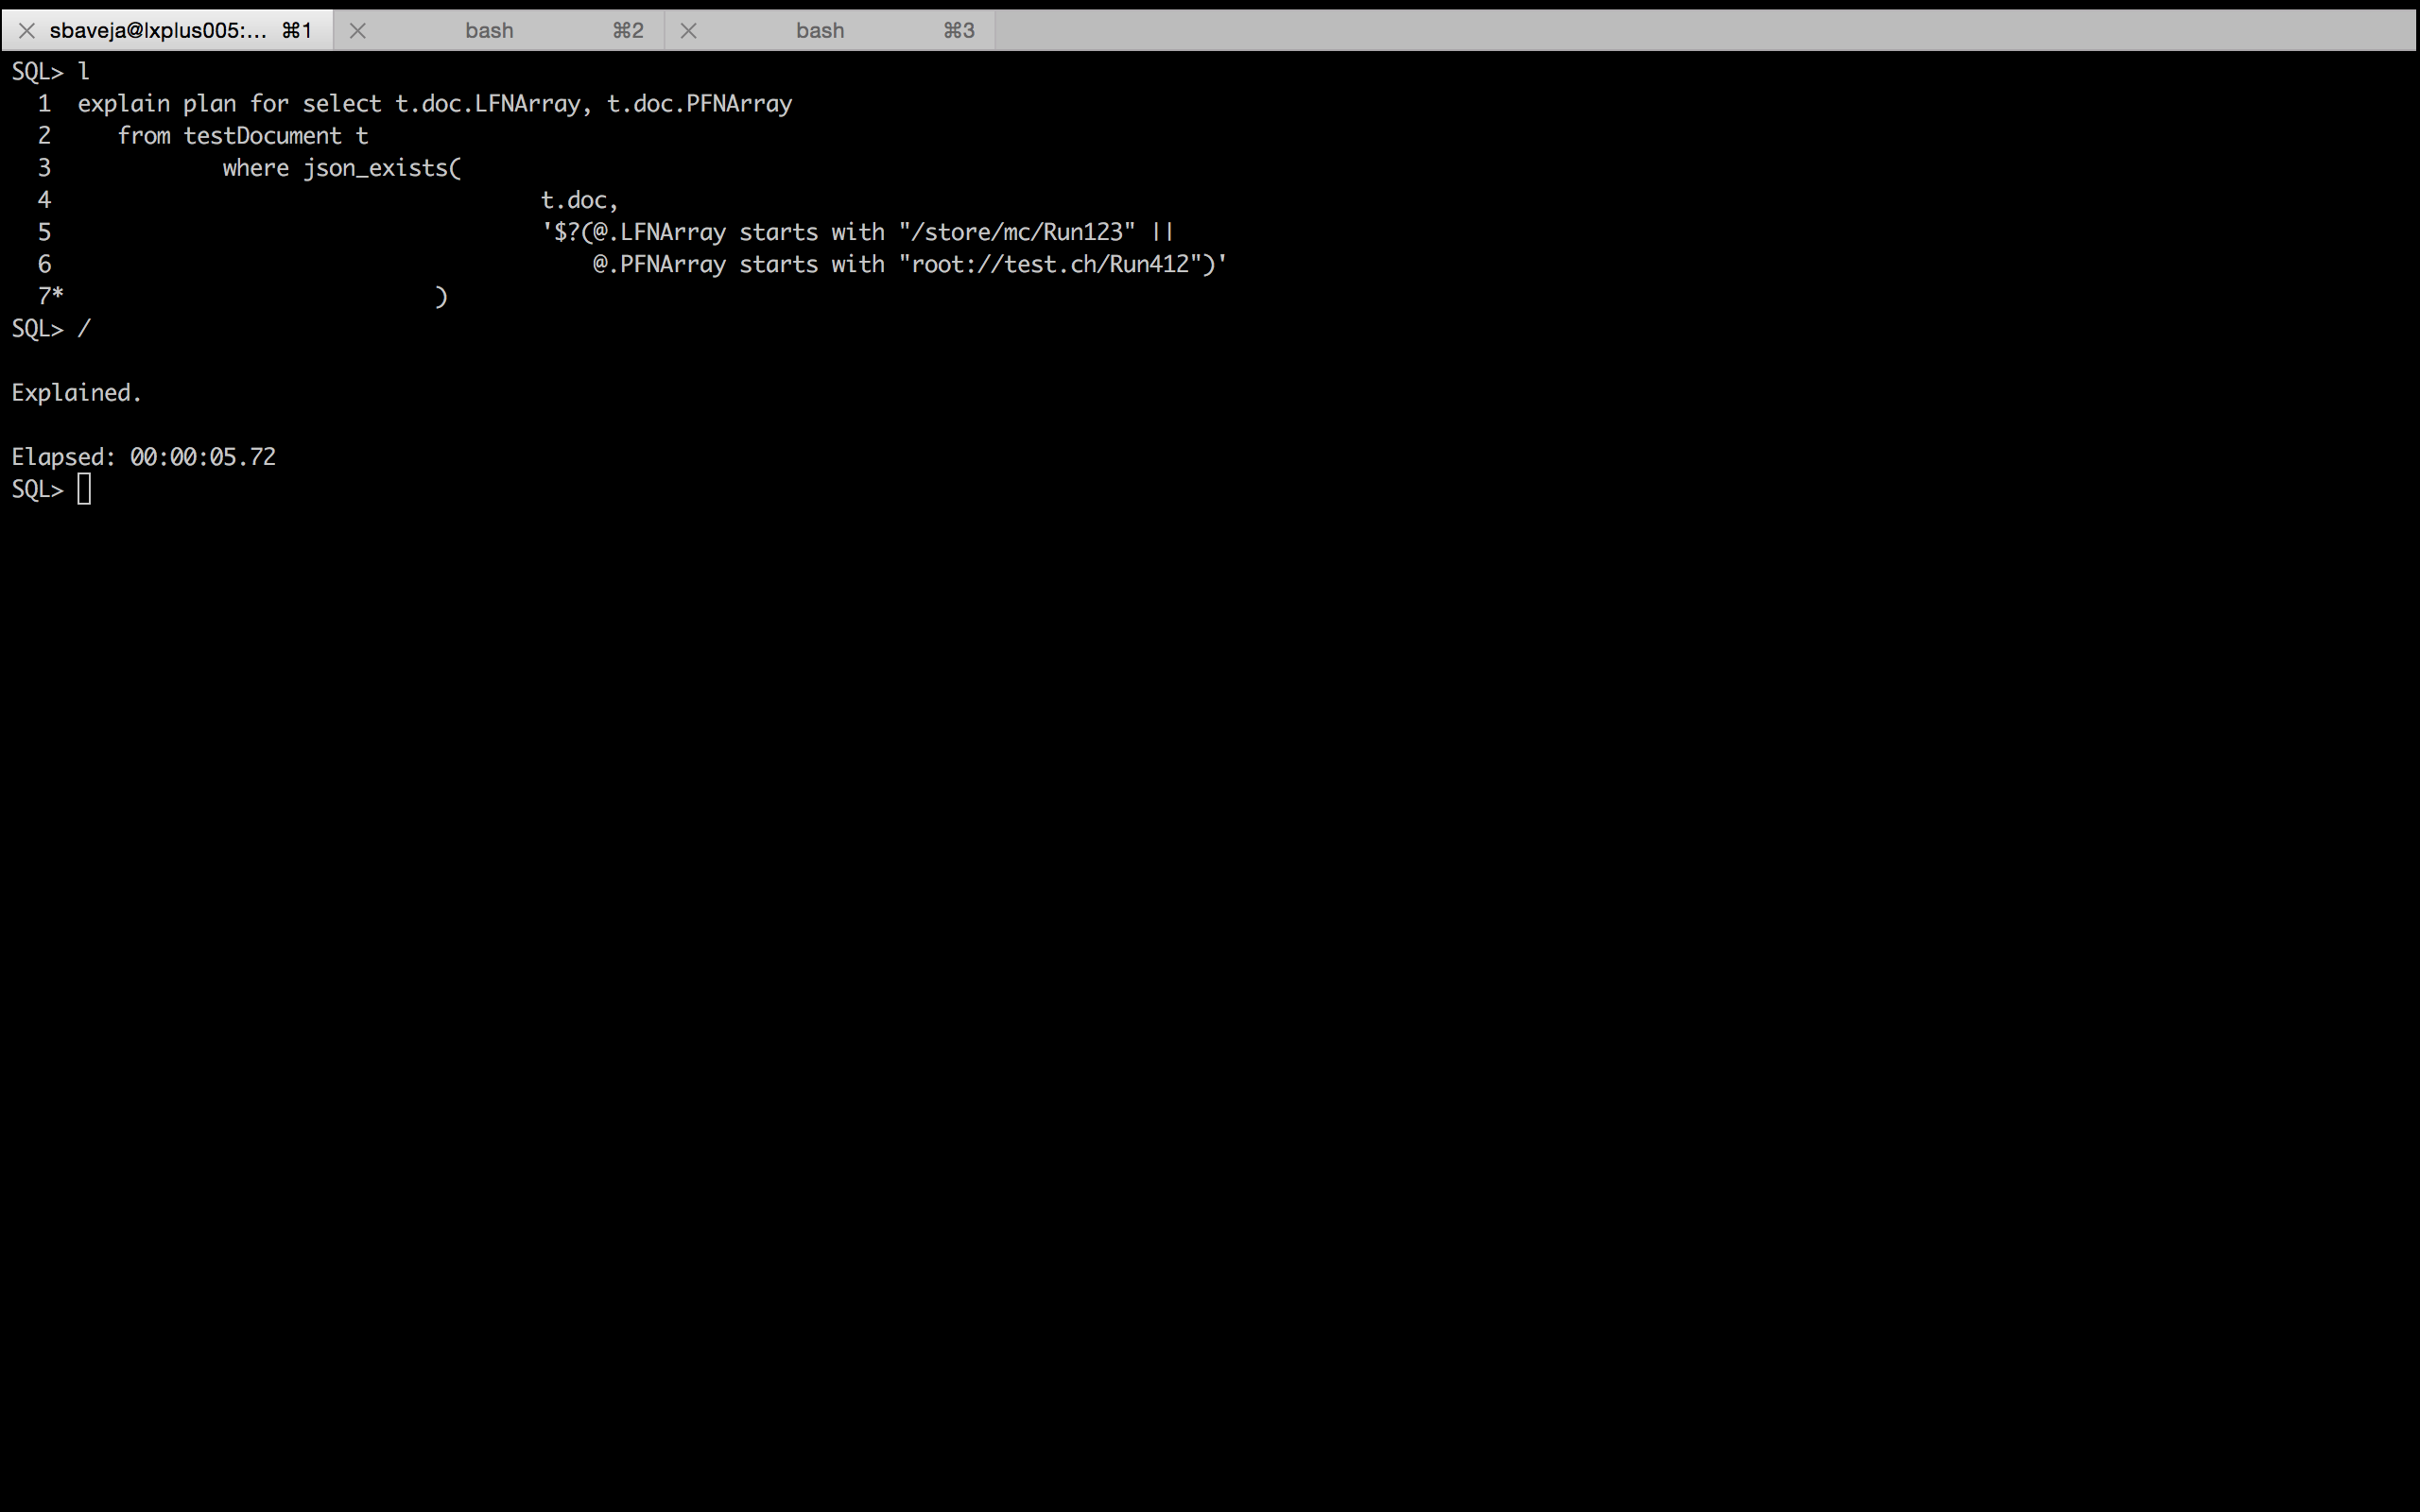 sbaveja@lxplus005:... ⌘1 bash ⌘2 bash ⌘3
SQL> l
  1  explain plan for select t.doc.LFNArray, t.doc.PFNArray
  2     from testDocument t
  3             where json_exists(
  4                                     t.doc,
  5                                     '$?(@.LFNArray starts with "/store/mc/Run123" ||
  6                                         @.PFNArray starts with "root://test.ch/Run412")'
  7*                            )
SQL> /
Explained.
Elapsed: 00:00:05.72
SQL>